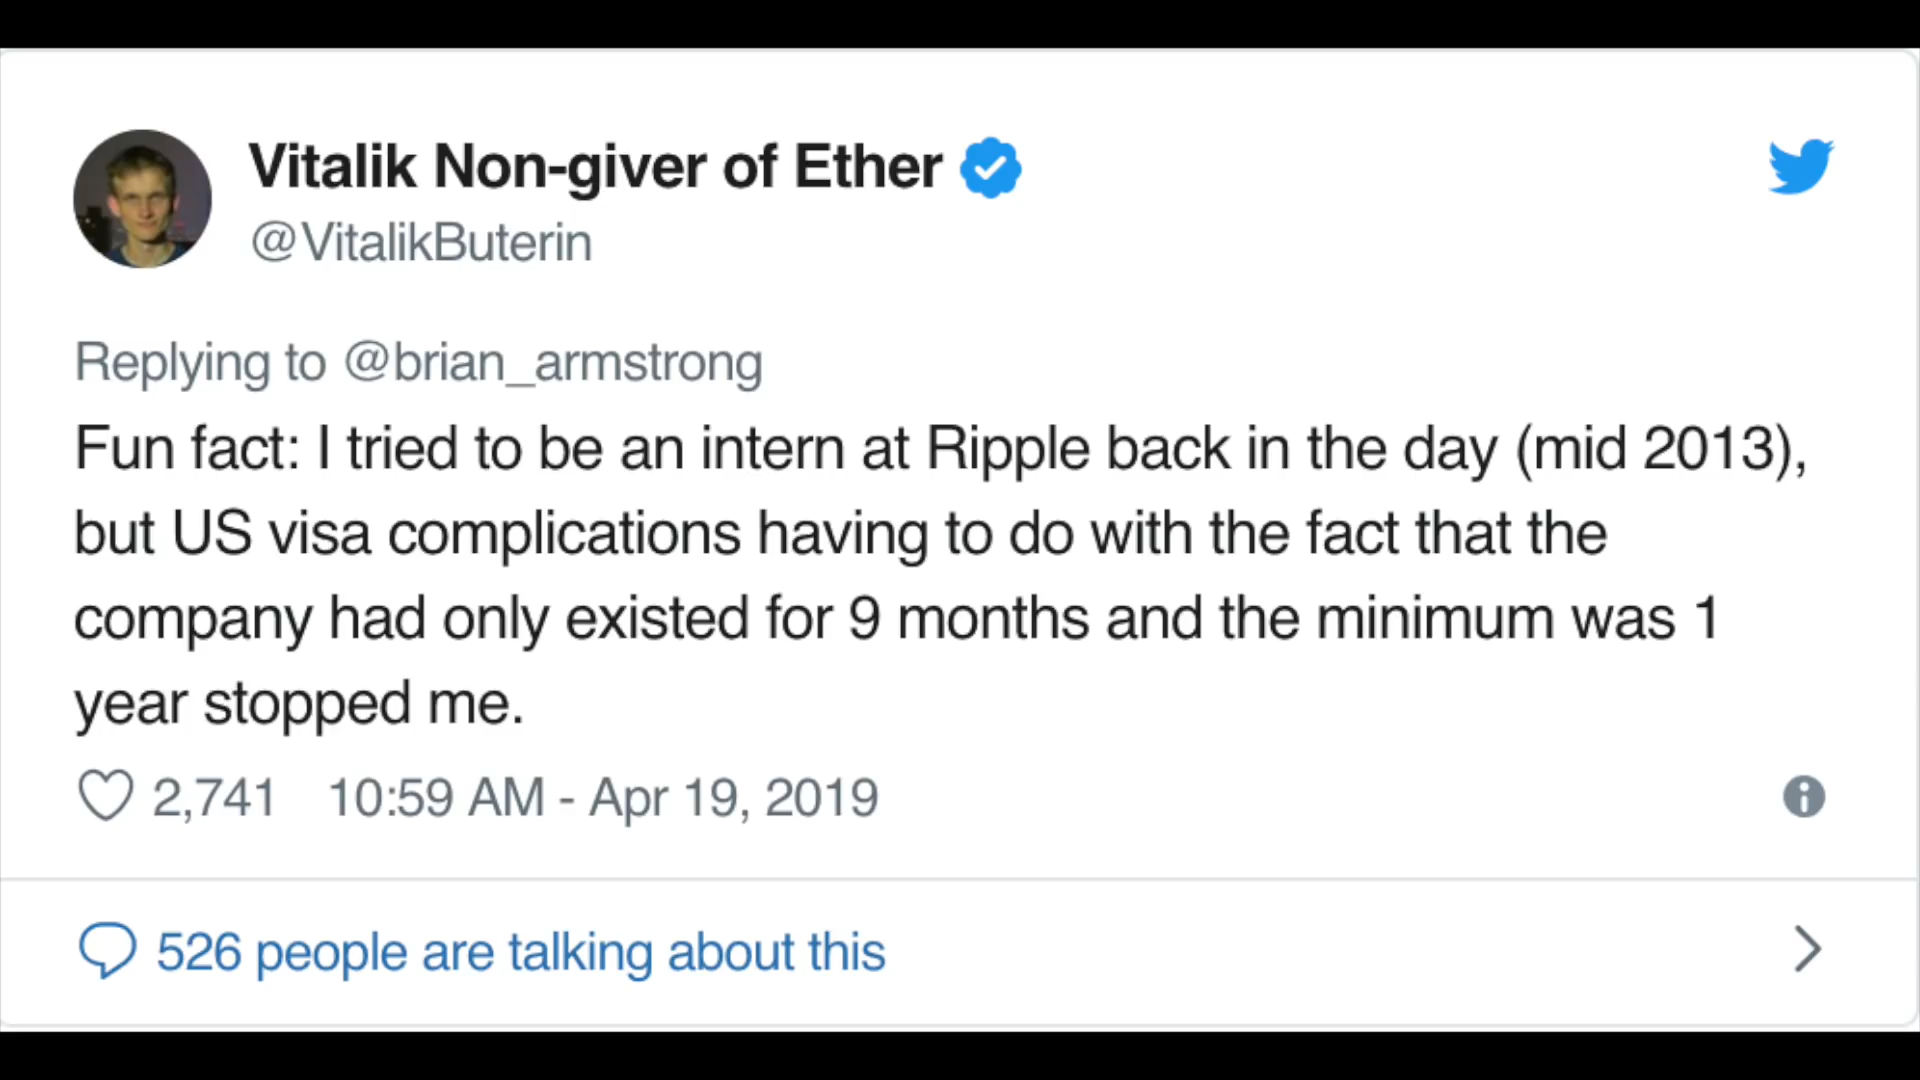 Vitalik Non-giver of Ether
@VitalikButerin
Replying to @brian_armstrong
Fun fact: I tried to be an intern at Ripple back in the day (mid 2013),
but US visa complications having to do with the fact that the
company had only existed for 9 months and the minimum was 1
year stopped me.
2,741 10:59 AM - Apr 19, 2019
526 people are talking about this